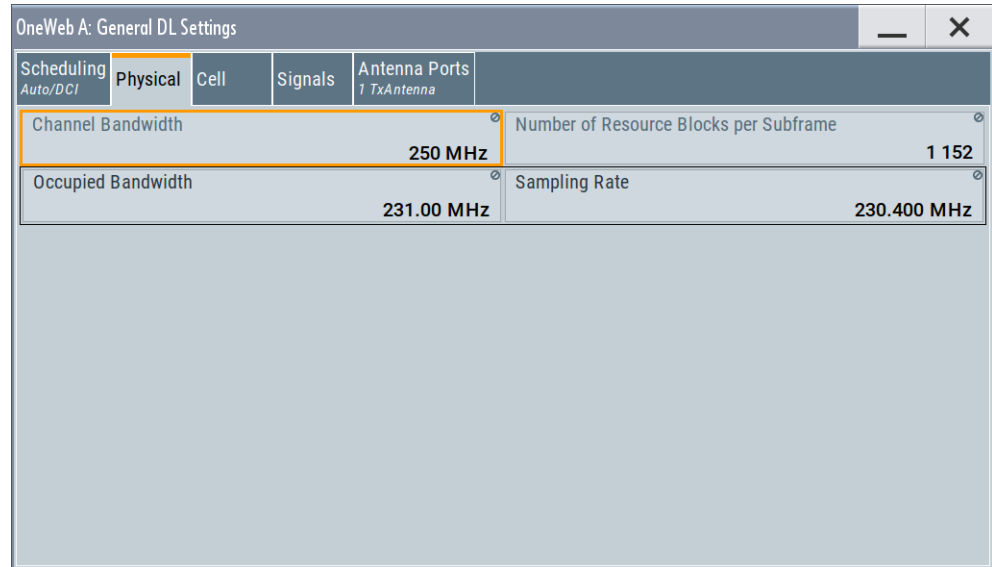 OneWeb A: General DL Settings
Scheduling
Auto/DCI
Physical
Cell
Signals
Antenna Ports
1 TxAntenna
Channel Bandwidth
250 MHz
Number of Resource Blocks per Subframe
1 152
Occupied Bandwidth
231.00 MHz
Sampling Rate
230.400 MHz